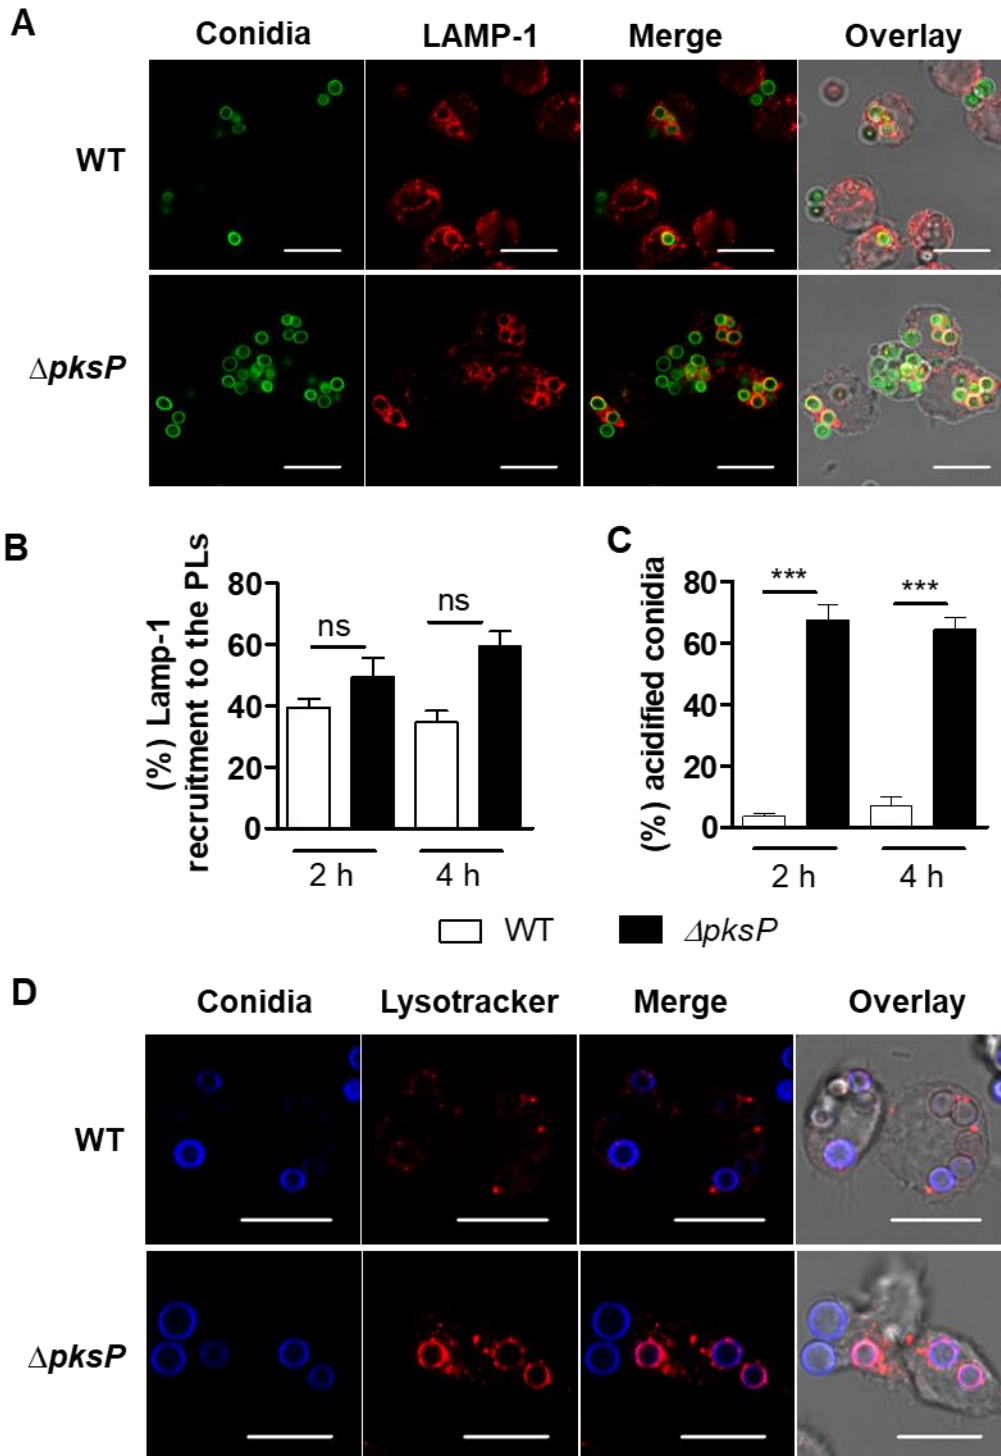 A
Conidia LAMP-1 Merge Overlay
WT
ΔpksP
B
(%) Lamp-1
recruitment to the PLs
80
60
40
20
0
ns
ns
2 h 4 h
C
(%) acidified conidia
80
60
40
20
0
***
***
2 h 4 h
WT ΔpksP
D
Conidia Lysotracker Merge Overlay
WT
ΔpksP